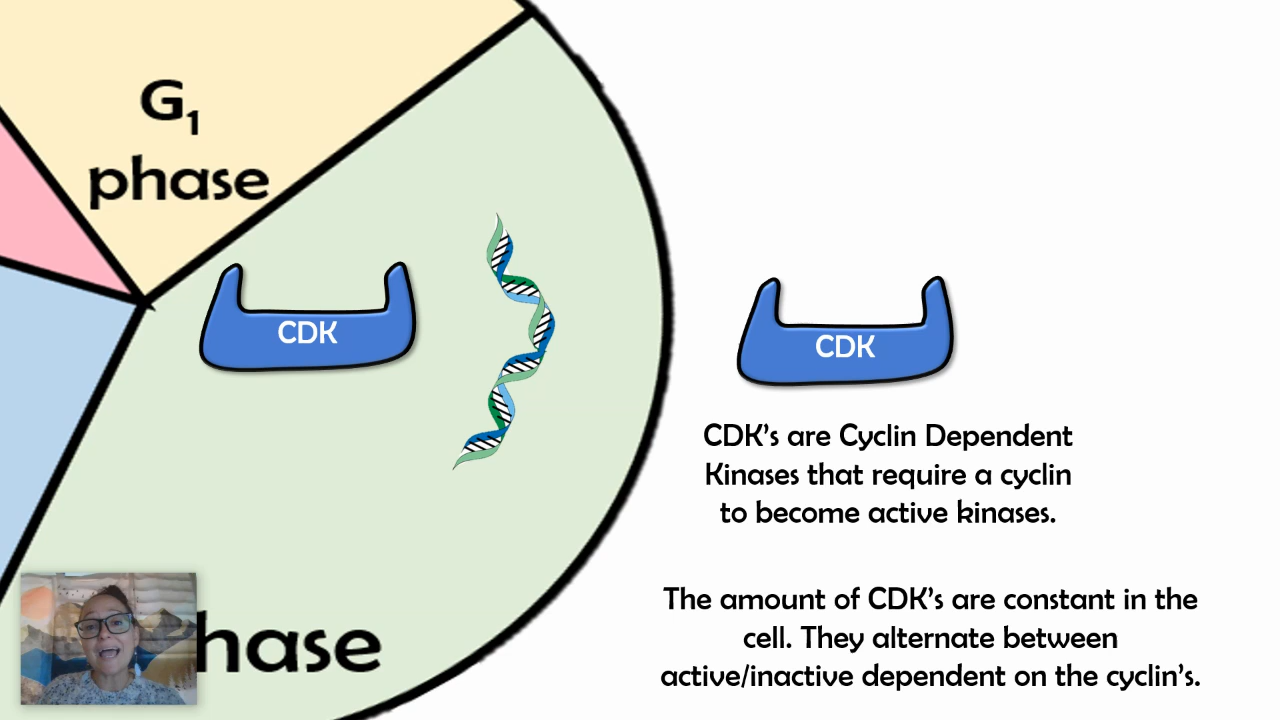 G₁
phase
CDK
CDK
CDK's are Cyclin Dependent
Kinases that require a cyclin
to become active kinases.
The amount of CDK's are constant in the
cell. They alternate between
active/inactive dependent on the cyclin's.